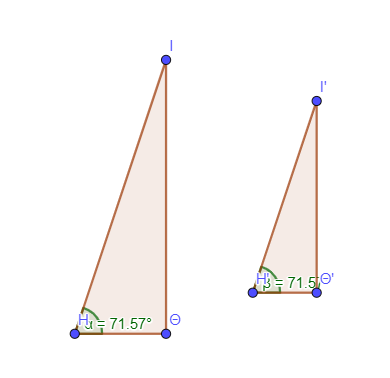 I
I'
H
α = 71.57°
Θ
H'
β = 71.5
Θ'